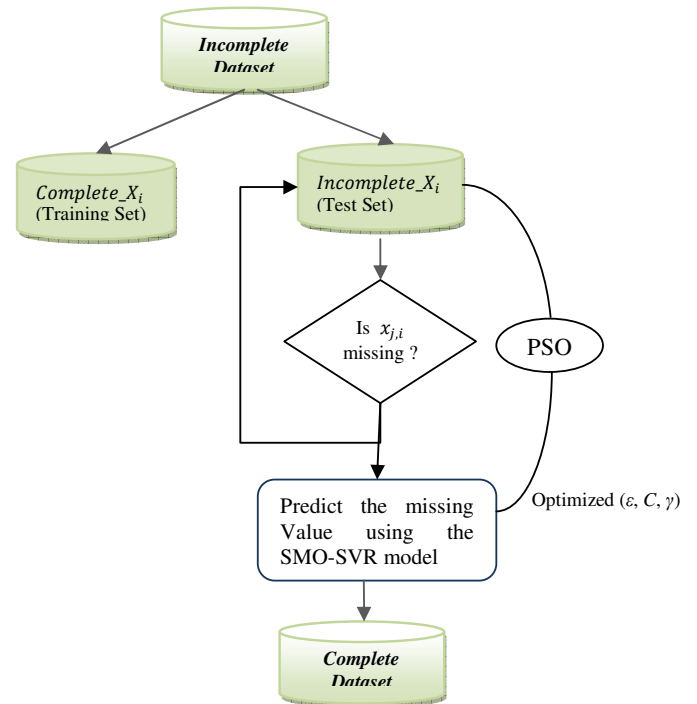 Incomplete
Dataset
Complete_Xᵢ
(Training Set)
Incomplete_Xᵢ
(Test Set)
Is xⱼ,ᵢ
missing ?
PSO
Predict the missing
Value using the
SMO-SVR model
Optimized (ε, C, γ)
Complete
Dataset